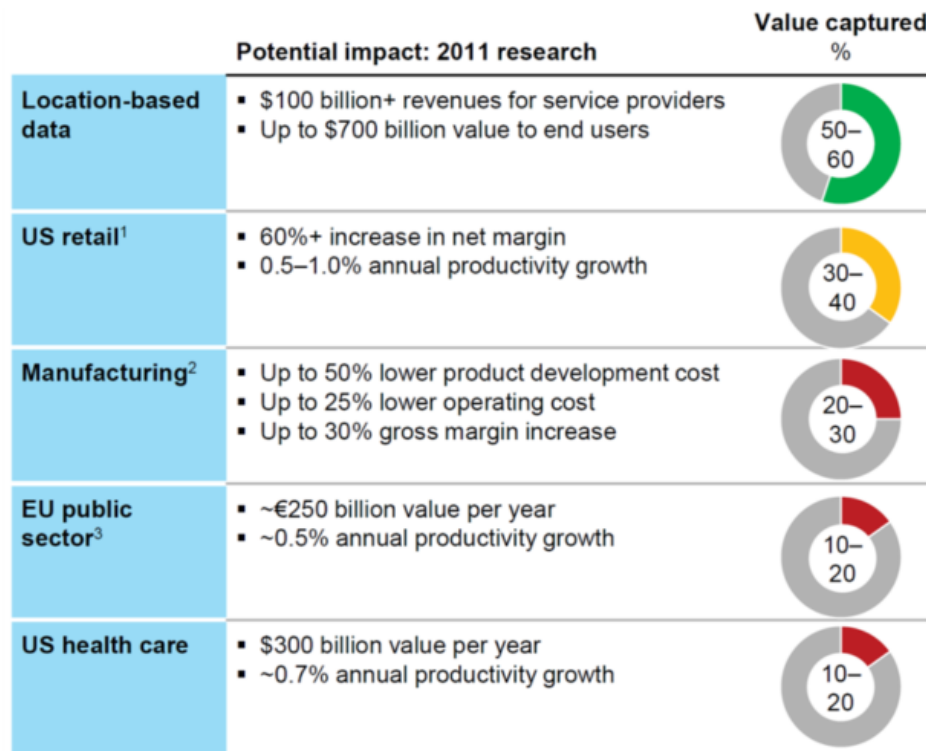 Value captured
Potential impact: 2011 research %
Location-based ▪ $100 billion+ revenues for service providers
data ▪ Up to $700 billion value to end users
50–
60
US retail¹ ▪ 60%+ increase in net margin
▪ 0.5–1.0% annual productivity growth
30–
40
Manufacturing² ▪ Up to 50% lower product development cost
▪ Up to 25% lower operating cost
▪ Up to 30% gross margin increase
20–
30
EU public ▪ ~€250 billion value per year
sector³ ▪ ~0.5% annual productivity growth
10–
20
US health care ▪ $300 billion value per year
▪ ~0.7% annual productivity growth
10–
20